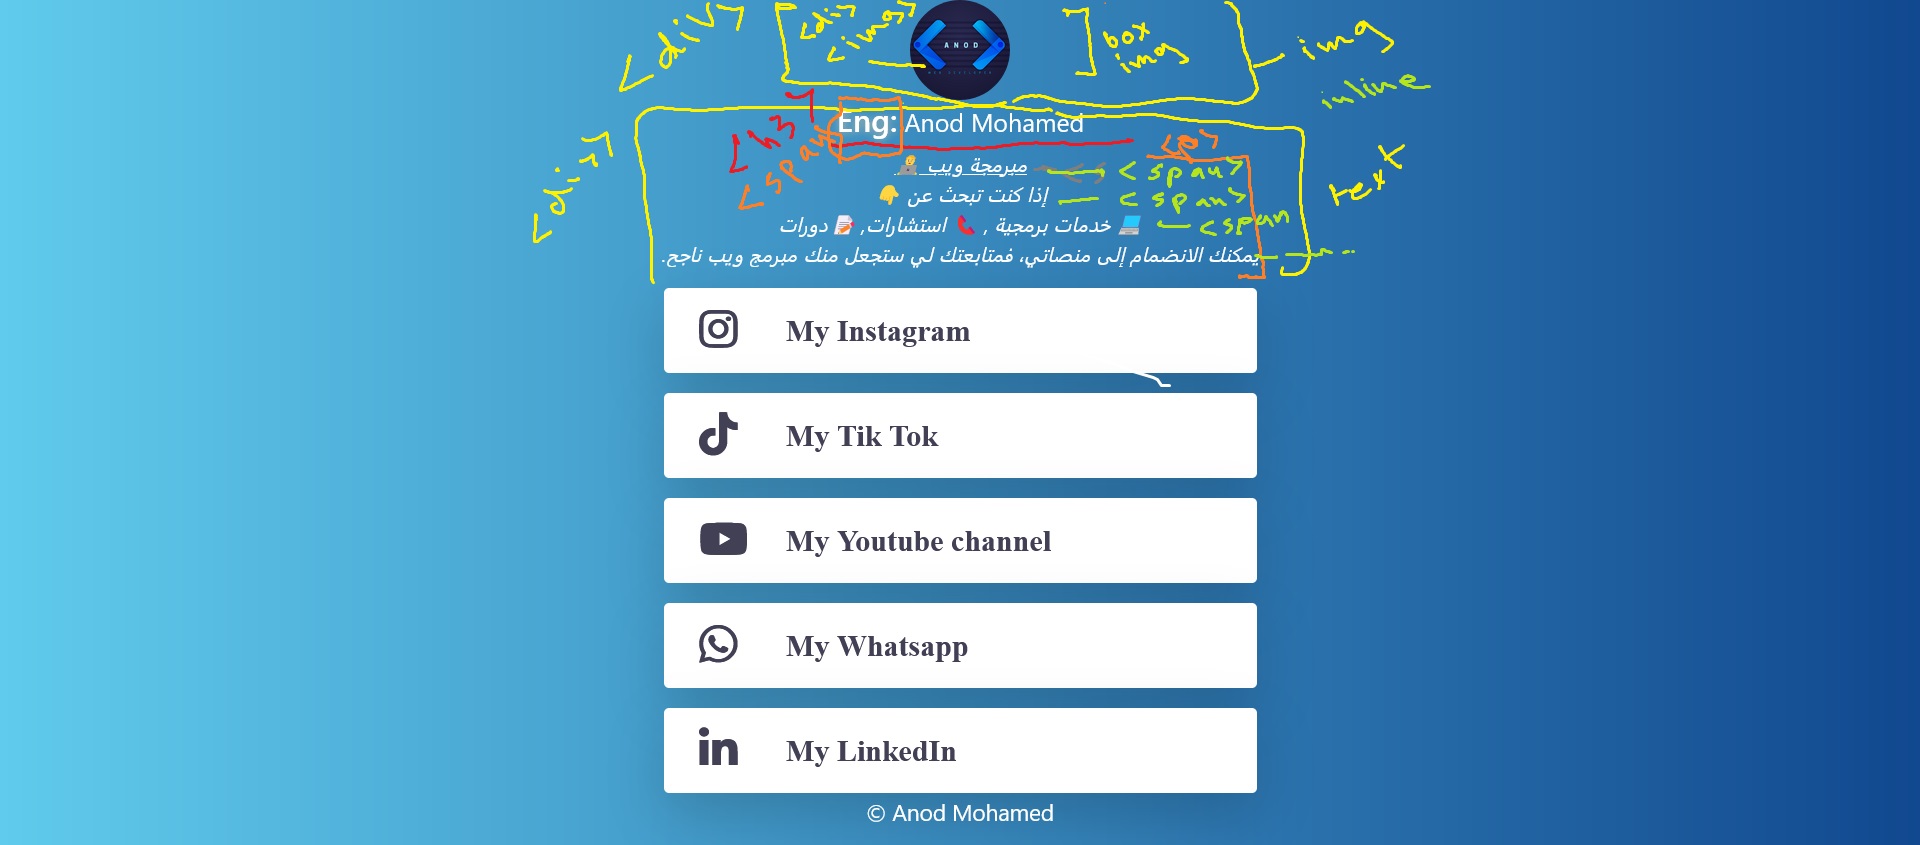 <div>
<div>
<img>
ANOD
box
img
img
inline
<div>
<h3>
<span>
Eng: Anod Mohamed
<p>
text
مبرمجة ويب 👩‍💻
<span>
إذا كنت تبحث عن 👇
<span>
💻 خدمات برمجية , 📞 استشارات, 📝 دورات
<span
يمكنك الانضمام إلى منصاتي، فمتابعتك لي ستجعل منك مبرمج ويب ناجح.
My Instagram
My Tik Tok
My Youtube channel
My Whatsapp
My LinkedIn
© Anod Mohamed